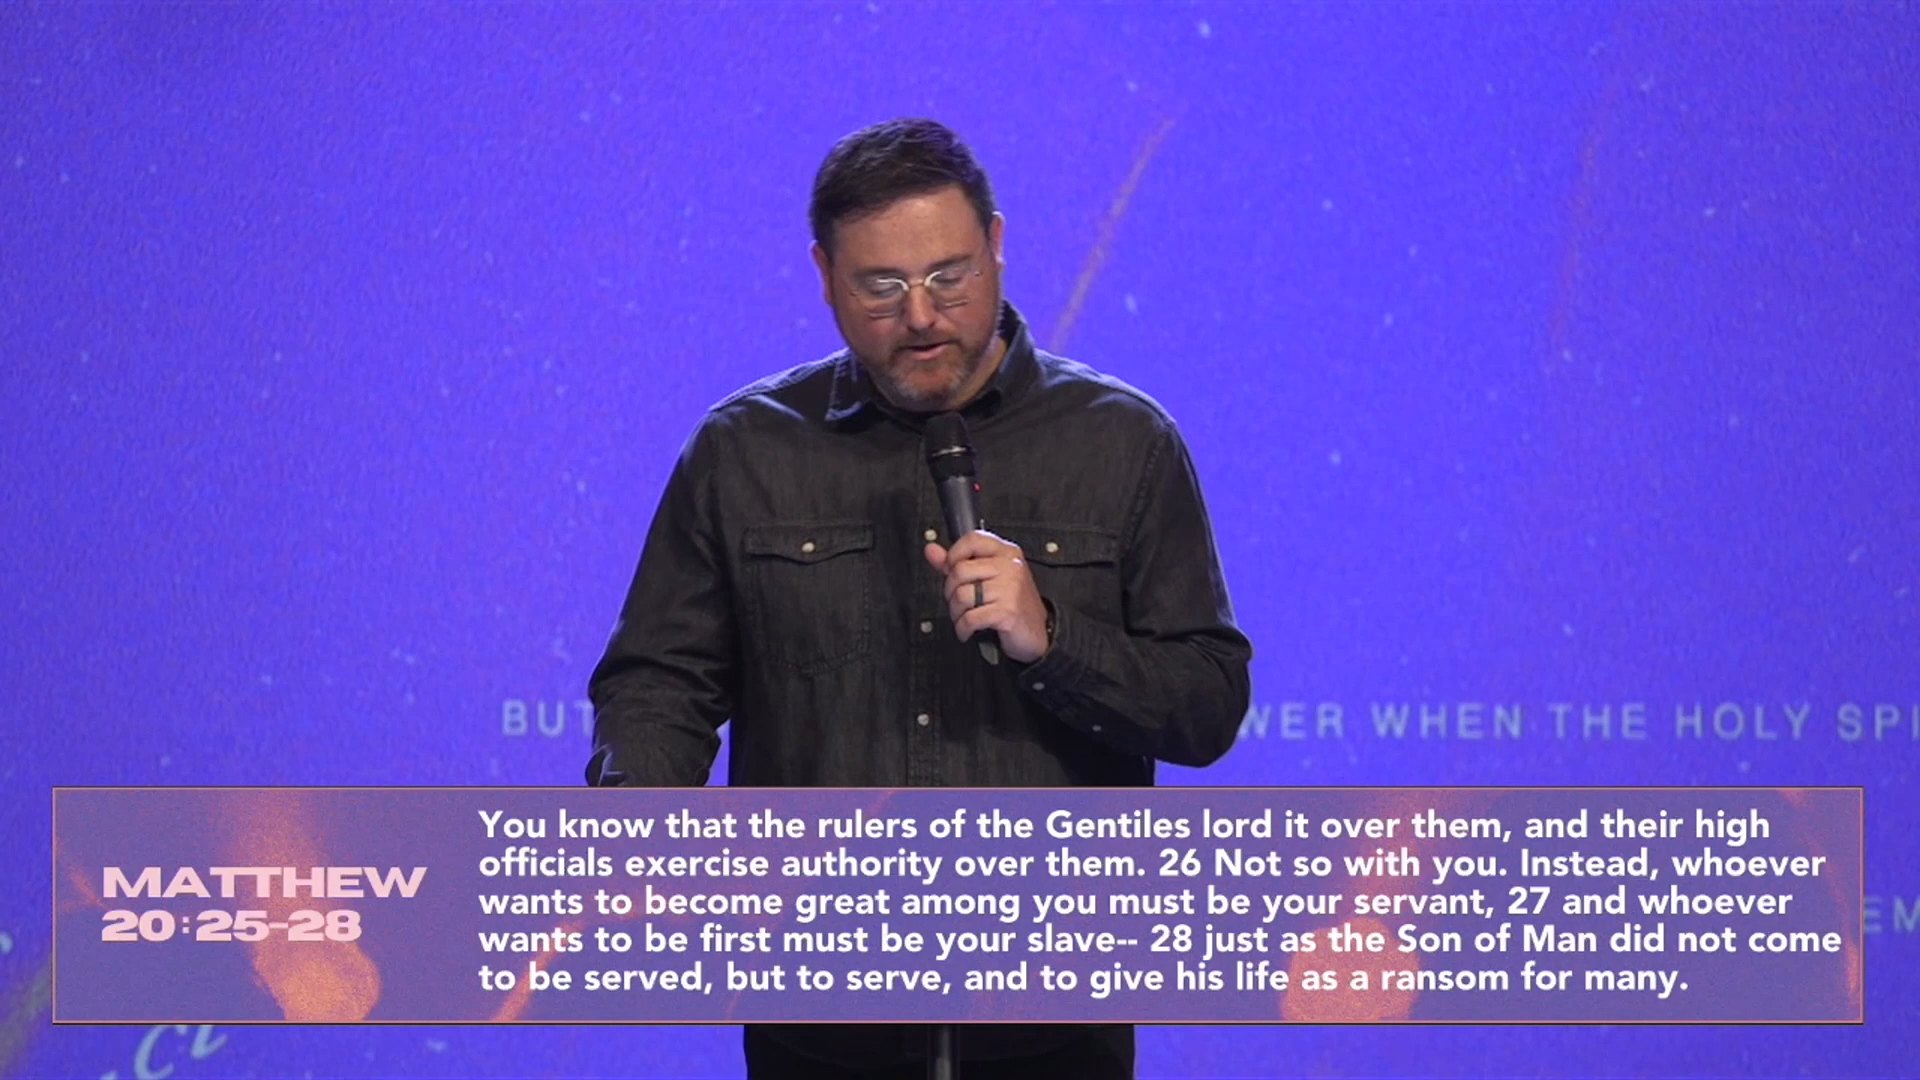 BUT
WER WHEN THE HOLY SPI
MATTHEW
20:25-28
You know that the rulers of the Gentiles lord it over them, and their high
officials exercise authority over them. 26 Not so with you. Instead, whoever
wants to become great among you must be your servant, 27 and whoever
wants to be first must be your slave-- 28 just as the Son of Man did not come
to be served, but to serve, and to give his life as a ransom for many.
EM